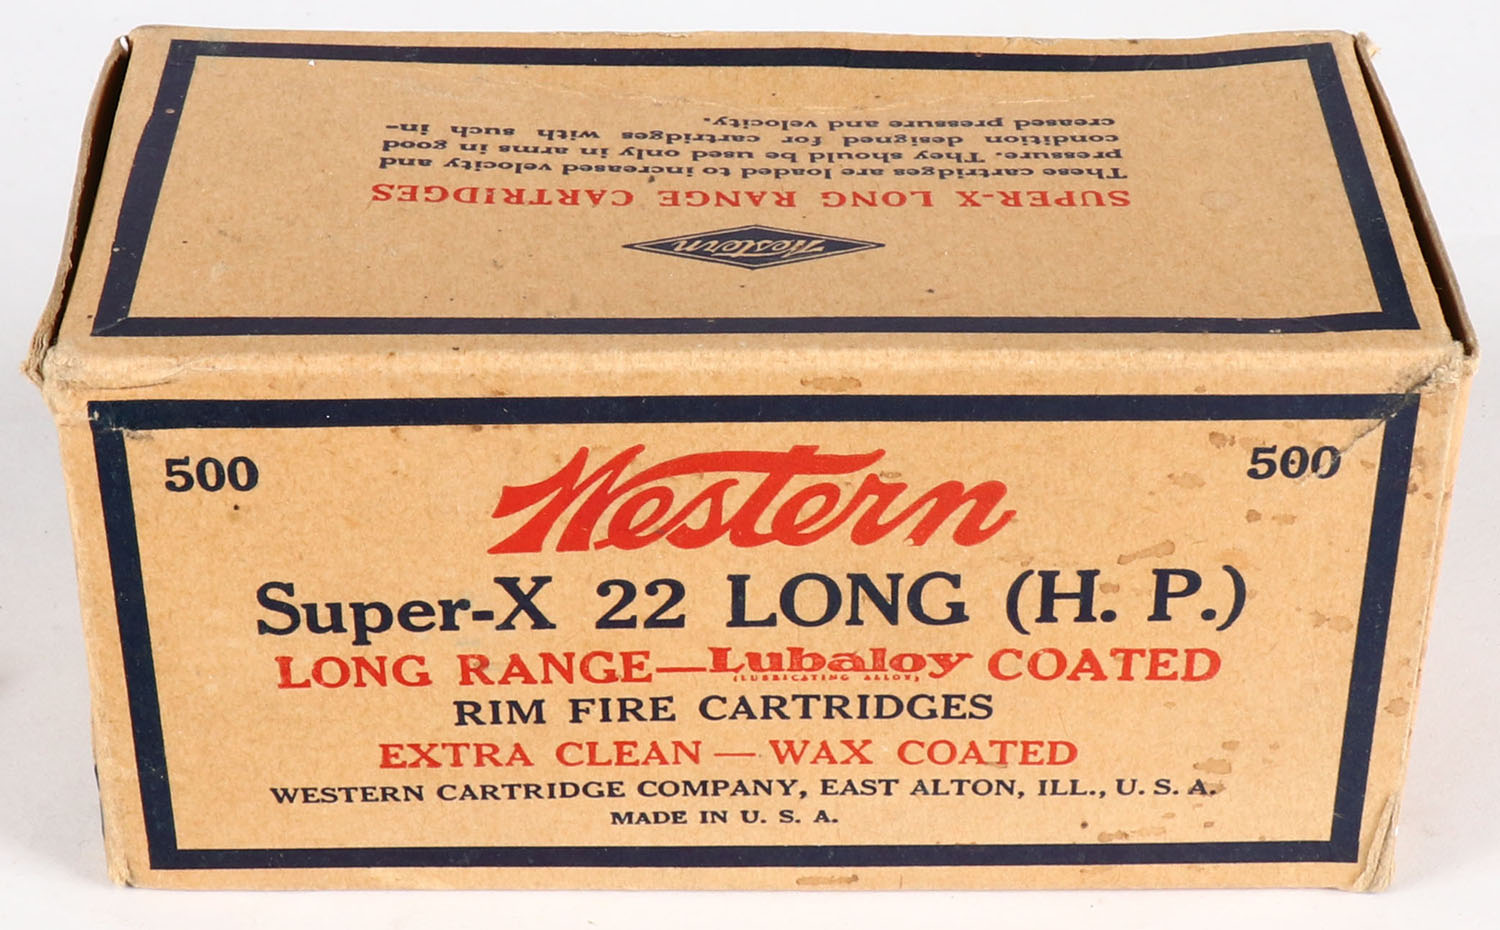 Western
SUPER-X LONG RANGE CARTRIDGES
These cartridges are loaded to increased velocity and
pressure. They should be used only in arms in good
condition designed for cartridges with such in-
creased pressure and velocity.
500
500
Western
Super-X 22 LONG (H. P.)
LONG RANGE—Lubaloy COATED
(LUBRICATING ALLOY)
RIM FIRE CARTRIDGES
EXTRA CLEAN — WAX COATED
WESTERN CARTRIDGE COMPANY, EAST ALTON, ILL., U. S. A.
MADE IN U. S. A.